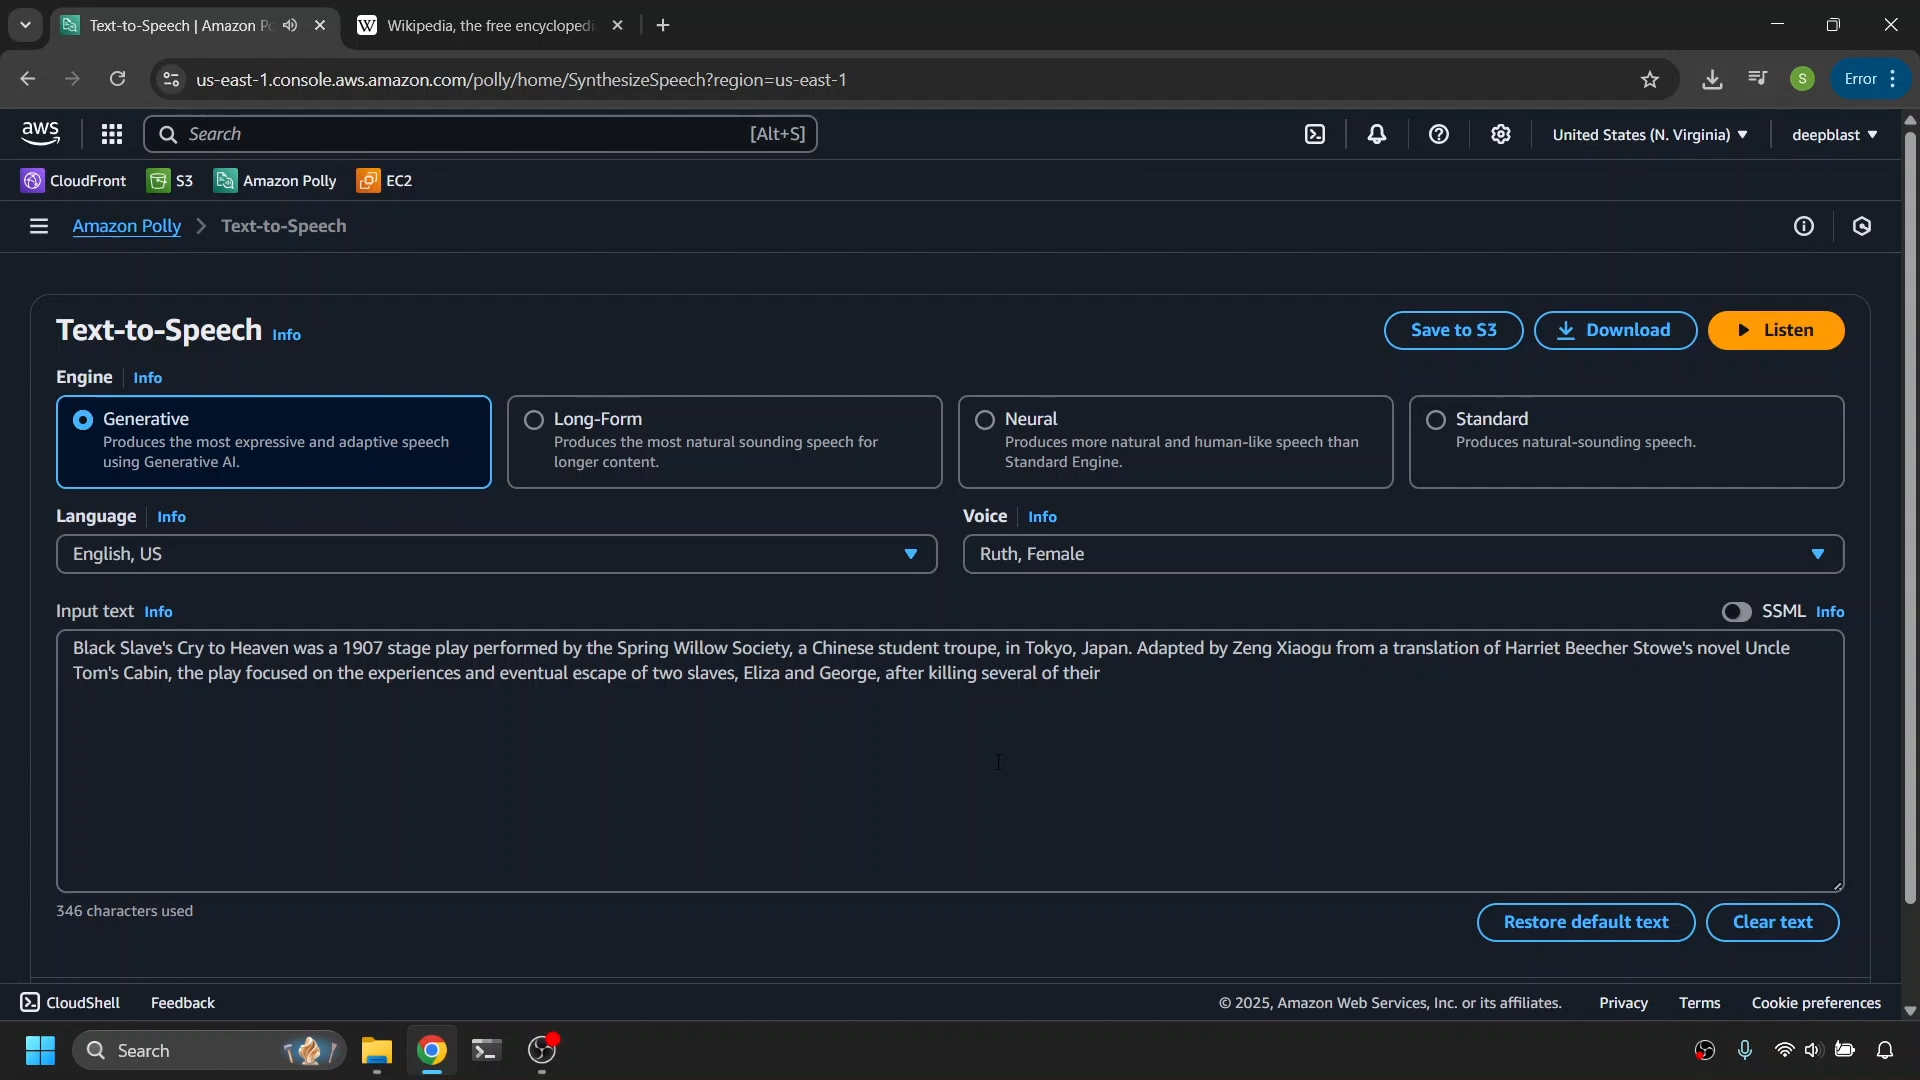 Text-to-Speech | Amazon Po
Wikipedia, the free encyclopedi
us-east-1.console.aws.amazon.com/polly/home/SynthesizeSpeech?region=us-east-1
S
Error
aws
Search
[Alt+S]
United States (N. Virginia)
deepblast
CloudFront
S3
Amazon Polly
EC2
Amazon Polly
Text-to-Speech
Text-to-Speech Info
Save to S3
Download
Listen
Engine
Info
Generative
Produces the most expressive and adaptive speech
using Generative AI.
Long-Form
Produces the most natural sounding speech for
longer content.
Neural
Produces more natural and human-like speech than
Standard Engine.
Standard
Produces natural-sounding speech.
Language
Info
English, US
Voice
Info
Ruth, Female
Input text Info
SSML Info
Black Slave's Cry to Heaven was a 1907 stage play performed by the Spring Willow Society, a Chinese student troupe, in Tokyo, Japan. Adapted by Zeng Xiaogu from a translation of Harriet Beecher Stowe's novel Uncle
Tom's Cabin, the play focused on the experiences and eventual escape of two slaves, Eliza and George, after killing several of their
346 characters used
Restore default text
Clear text
CloudShell
Feedback
© 2025, Amazon Web Services, Inc. or its affiliates.
Privacy
Terms
Cookie preferences
Search